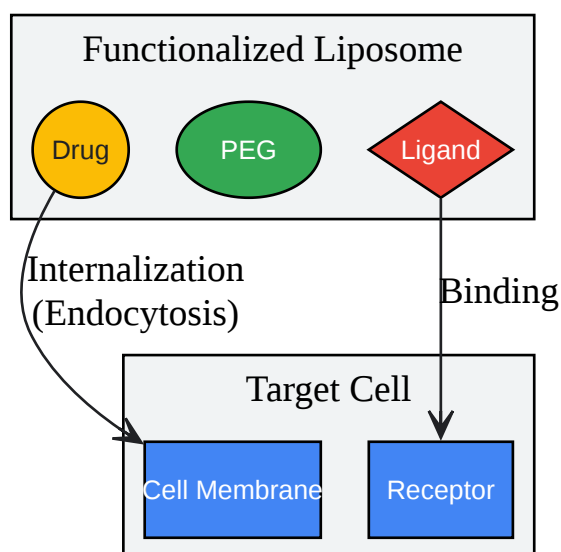 Functionalized Liposome
Drug
PEG
Ligand
Internalization
(Endocytosis)
Binding
Target Cell
Cell Membrane
Receptor